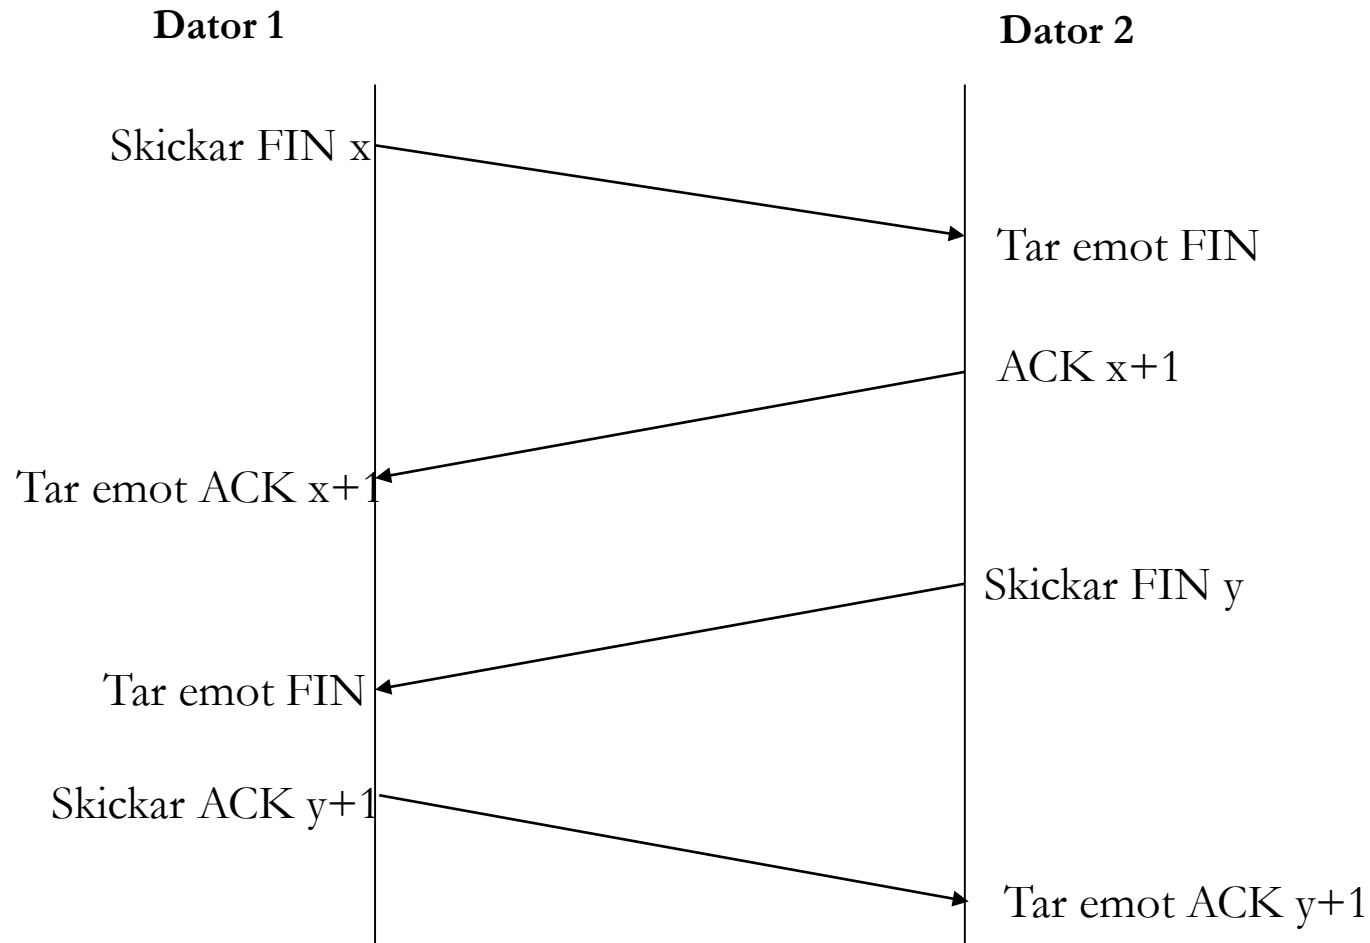 Dator 1
Dator 2
Skickar FIN x
Tar emot FIN
ACK x+1
Tar emot ACK x+1
Skickar FIN y
Tar emot FIN
Skickar ACK y+1
Tar emot ACK y+1